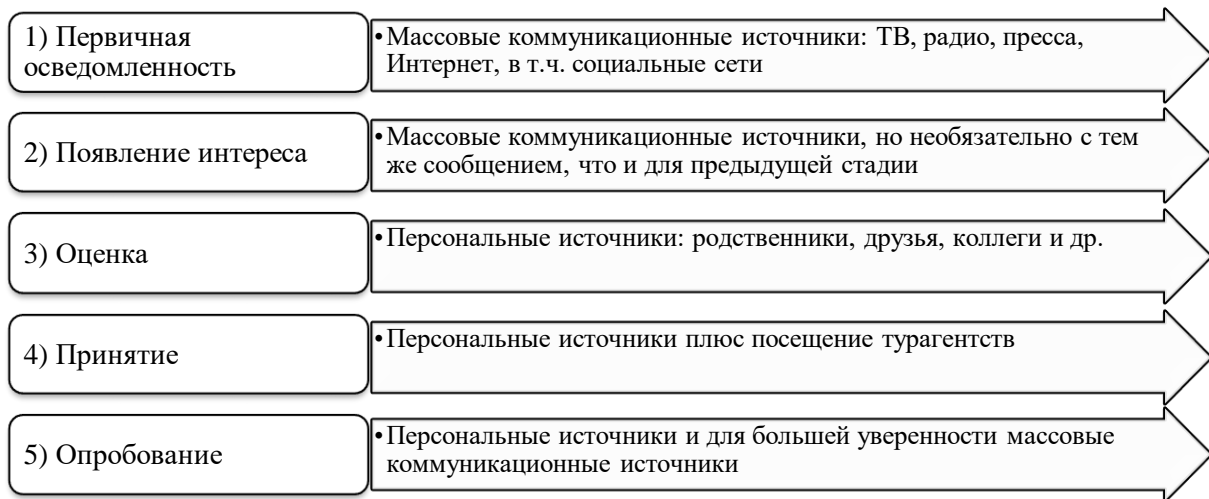 1) Первичная
осведомленность
•Массовые коммуникационные источники: ТВ, радио, пресса,
Интернет, в т.ч. социальные сети
2) Появление интереса
•Массовые коммуникационные источники, но необязательно с тем
же сообщением, что и для предыдущей стадии
3) Оценка
•Персональные источники: родственники, друзья, коллеги и др.
4) Принятие
•Персональные источники плюс посещение турагентств
5) Опробование
•Персональные источники и для большей уверенности массовые
коммуникационные источники